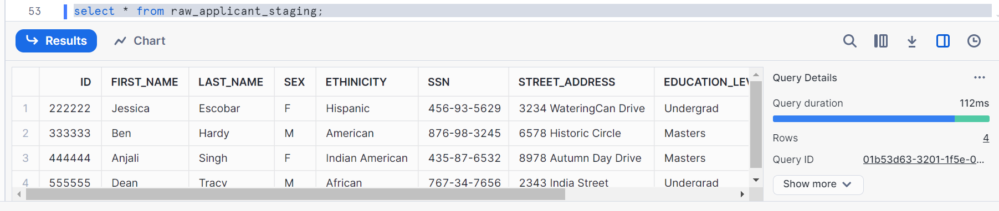 53 select * from raw_applicant_staging;
Results Chart
ID FIRST_NAME LAST_NAME SEX ETHINICITY SSN STREET_ADDRESS EDUCATION_LEV
1 222222 Jessica Escobar F Hispanic 456-93-5629 3234 WateringCan Drive Undergrad
2 333333 Ben Hardy M American 876-98-3245 6578 Historic Circle Masters
3 444444 Anjali Singh F Indian American 435-87-6532 8978 Autumn Day Drive Masters
4 555555 Dean Tracy M African 767-34-7656 2343 India Street Undergrad
Query Details
Query duration 112ms
Rows 4
Query ID 01b53d63-3201-1f5e-0...
Show more